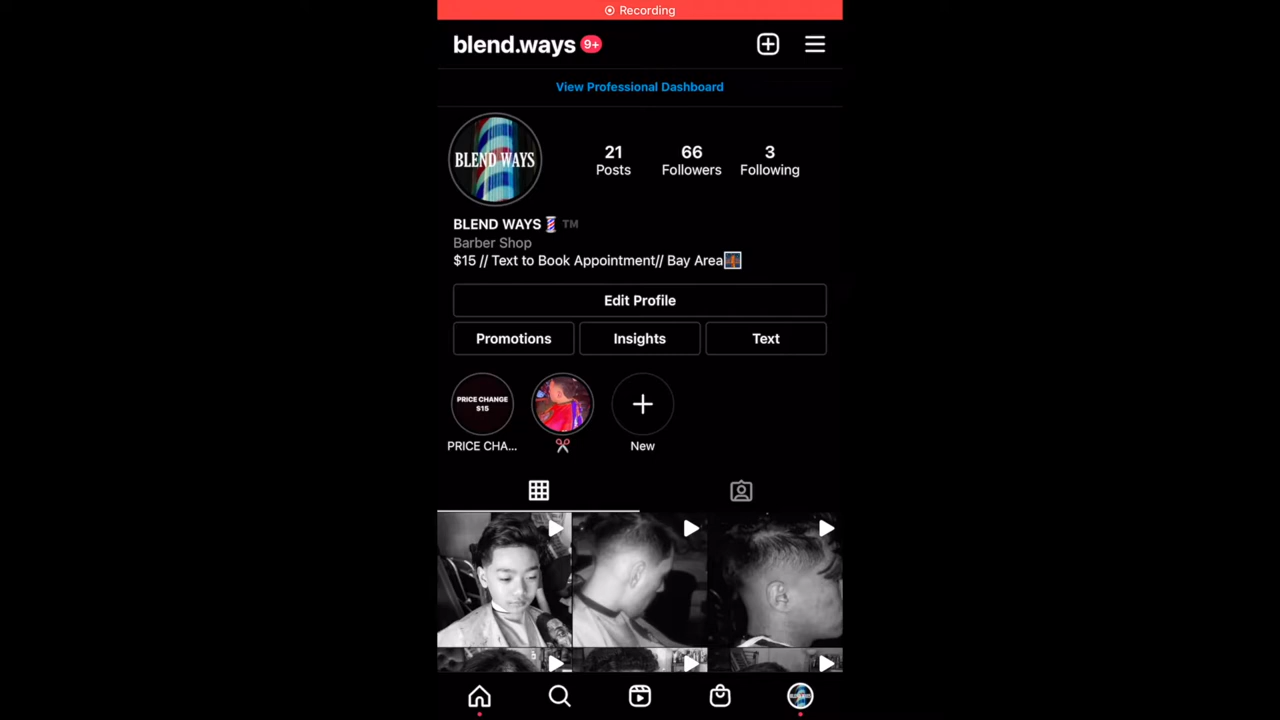 Recording
blend.ways 9+
View Professional Dashboard
BLEND WAYS
21 66 3
Posts Followers Following
BLEND WAYS💈 TM
Barber Shop
$15 // Text to Book Appointment// Bay Area🌉
Edit Profile
Promotions Insights Text
PRICE CHANGE
$15
PRICE CHA... ✂️ New
BLEND WAYS